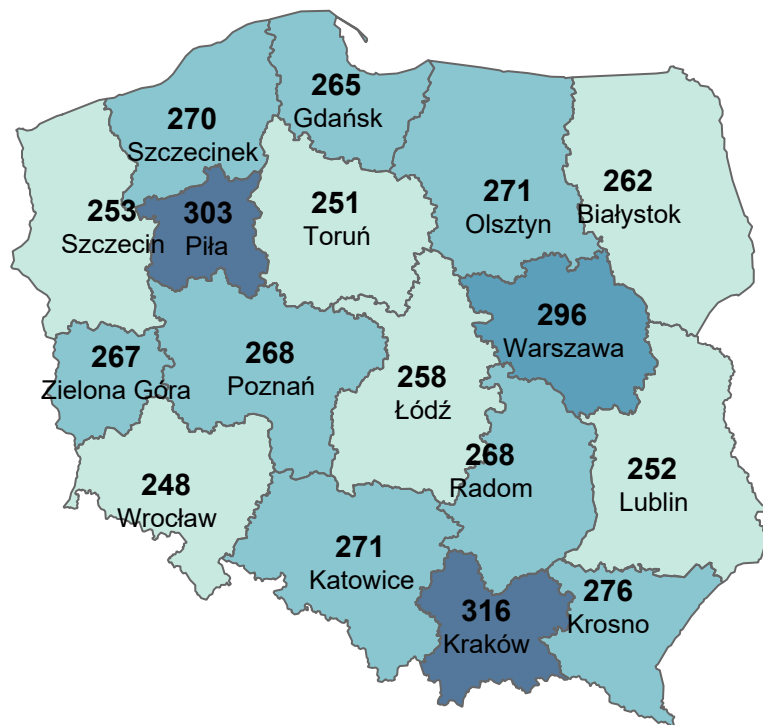 265
Gdańsk
270
Szczecinek
262
Białystok
271
Olsztyn
253
Szczecin
303
Piła
251
Toruń
296
Warszawa
267
Zielona Góra
268
Poznań
258
Łódź
268
Radom
252
Lublin
248
Wrocław
271
Katowice
276
Krosno
316
Kraków